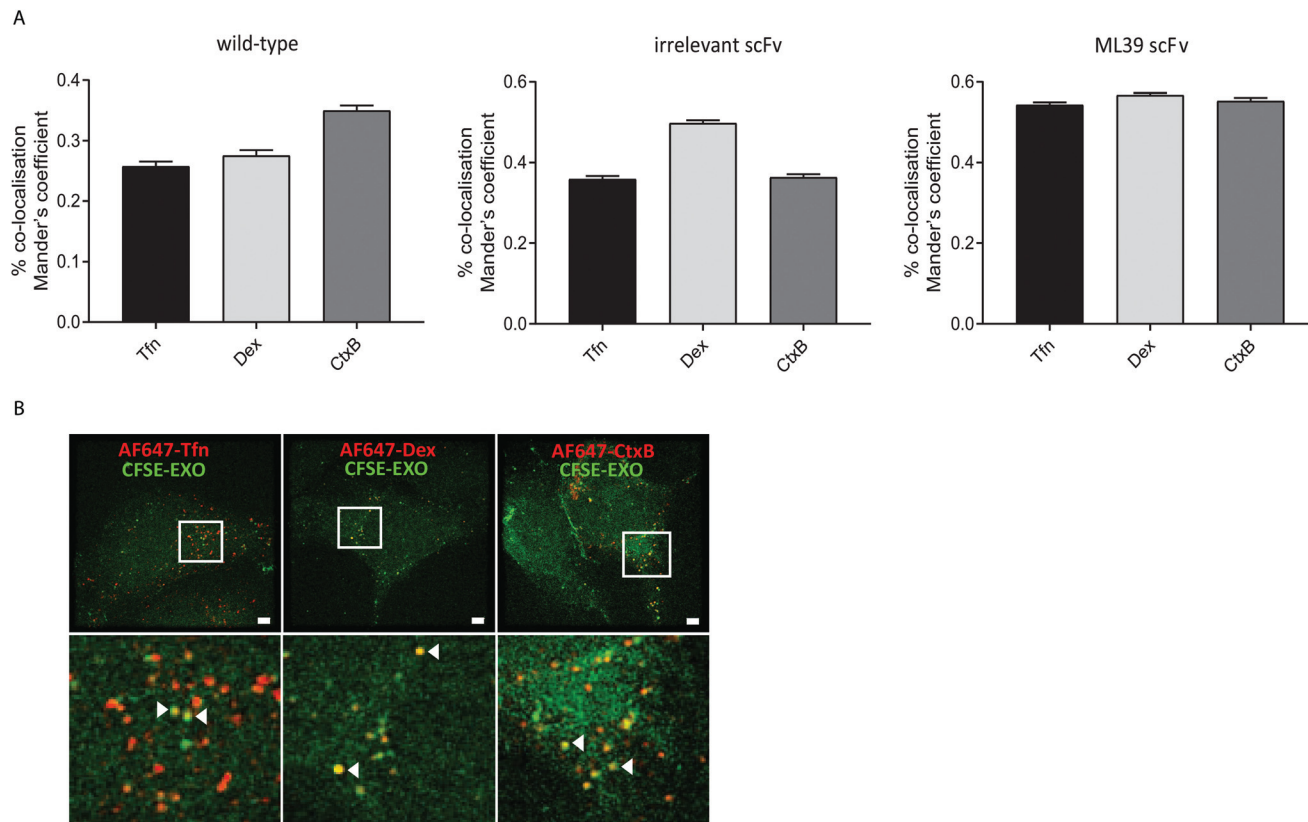 A
wild-type
% co-localisation
Mander's coefficient
0.4
0.3
0.2
0.1
0.0
Tfn
Dex
CtxB
irrelevant scFv
% co-localisation
Mander's coefficient
0.6
0.4
0.2
0.0
Tfn
Dex
CtxB
ML39 scFv
% co-localisation
Mander's coefficient
0.6
0.4
0.2
0.0
Tfn
Dex
CtxB
B
AF647-Tfn
CFSE-EXO
AF647-Dex
CFSE-EXO
AF647-CtxB
CFSE-EXO